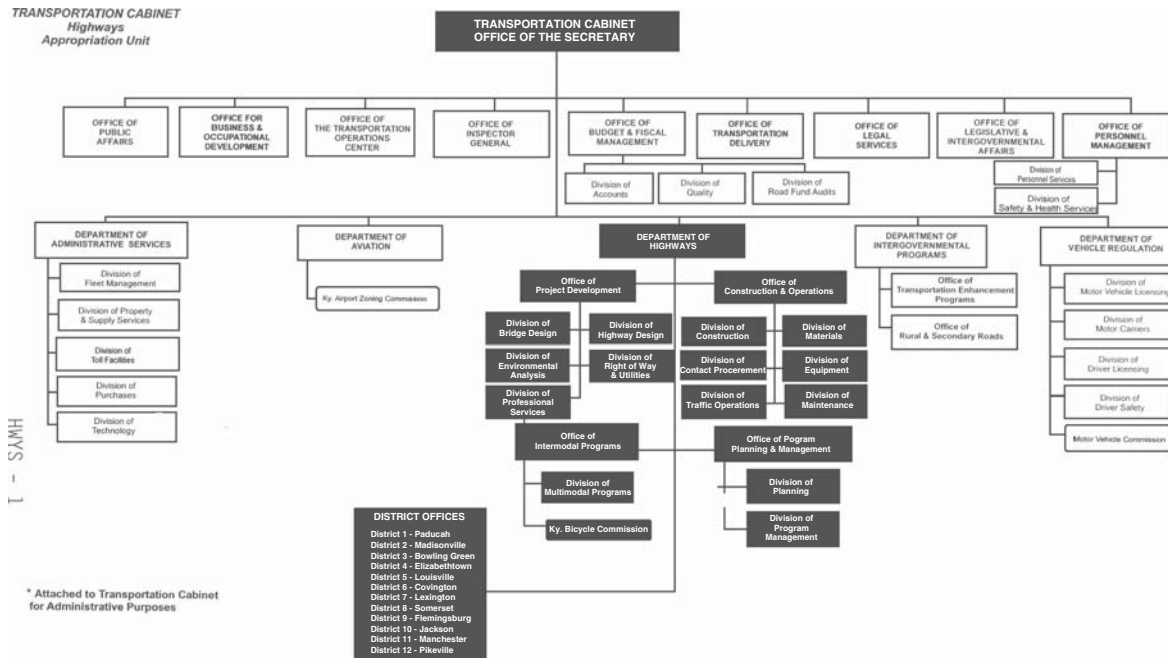 TRANSPORTATION CABINET
Highways
Appropriation Unit
TRANSPORTATION CABINET
OFFICE OF THE SECRETARY
OFFICE OF
PUBLIC
AFFAIRS
OFFICE FOR
BUSINESS &
OCCUPATIONAL
DEVELOPMENT
OFFICE OF
THE TRANSPORTATION
OPERATIONS
CENTER
OFFICE OF
INSPECTOR
GENERAL
OFFICE OF
BUDGET & FISCAL
MANAGEMENT
OFFICE OF
TRANSPORTATION
DELIVERY
OFFICE OF
LEGAL
SERVICES
OFFICE OF
LEGISLATIVE &
INTERGOVERNMENTAL
AFFAIRS
OFFICE OF
PERSONNEL
MANAGEMENT
Division of
Accounts
Division of
Quality
Division of
Road Fund Audits
Division of
Personnel Services
Division of
Safety & Health Services
DEPARTMENT OF
ADMINISTRATIVE SERVICES
Division of
Fleet Management
Division of Property
& Supply Services
Division of
Toll Facilities
Division of
Purchases
Division of
Technology
DEPARTMENT OF
AVIATION
Ky. Airport Zoning Commission
DEPARTMENT OF
HIGHWAYS
Office of
Project Development
Division of
Bridge Design
Division of
Highway Design
Division of
Environmental
Analysis
Division of
Right of Way
& Utilities
Division of
Professional
Services
Office of
Construction & Operations
Division of
Construction
Division of
Materials
Division of
Contact Procurement
Division of
Equipment
Division of
Traffic Operations
Division of
Maintenance
Office of
Intermodal Programs
Division of
Multimodal Programs
Ky. Bicycle Commission
Office of Pogram
Planning & Management
Division of
Planning
Division of
Program
Management
DEPARTMENT OF
INTERGOVERNMENTAL
PROGRAMS
Office of
Transportation Enhancement
Programs
Office of
Rural & Secondary Roads
DEPARTMENT OF
VEHICLE REGULATION
Division of
Motor Vehicle Licensing
Division of
Motor Carriers
Division of
Driver Licensing
Division of
Driver Safety
Motor Vehicle Commission
DISTRICT OFFICES
District 1 - Paducah
District 2 - Madisonville
District 3 - Bowling Green
District 4 - Elizabethtown
District 5 - Louisville
District 6 - Covington
District 7 - Lexington
District 8 - Somerset
District 9 - Flemingsburg
District 10 - Jackson
District 11 - Manchester
District 12 - Pikeville
* Attached to Transportation Cabinet
for Administrative Purposes
HWYS - 1